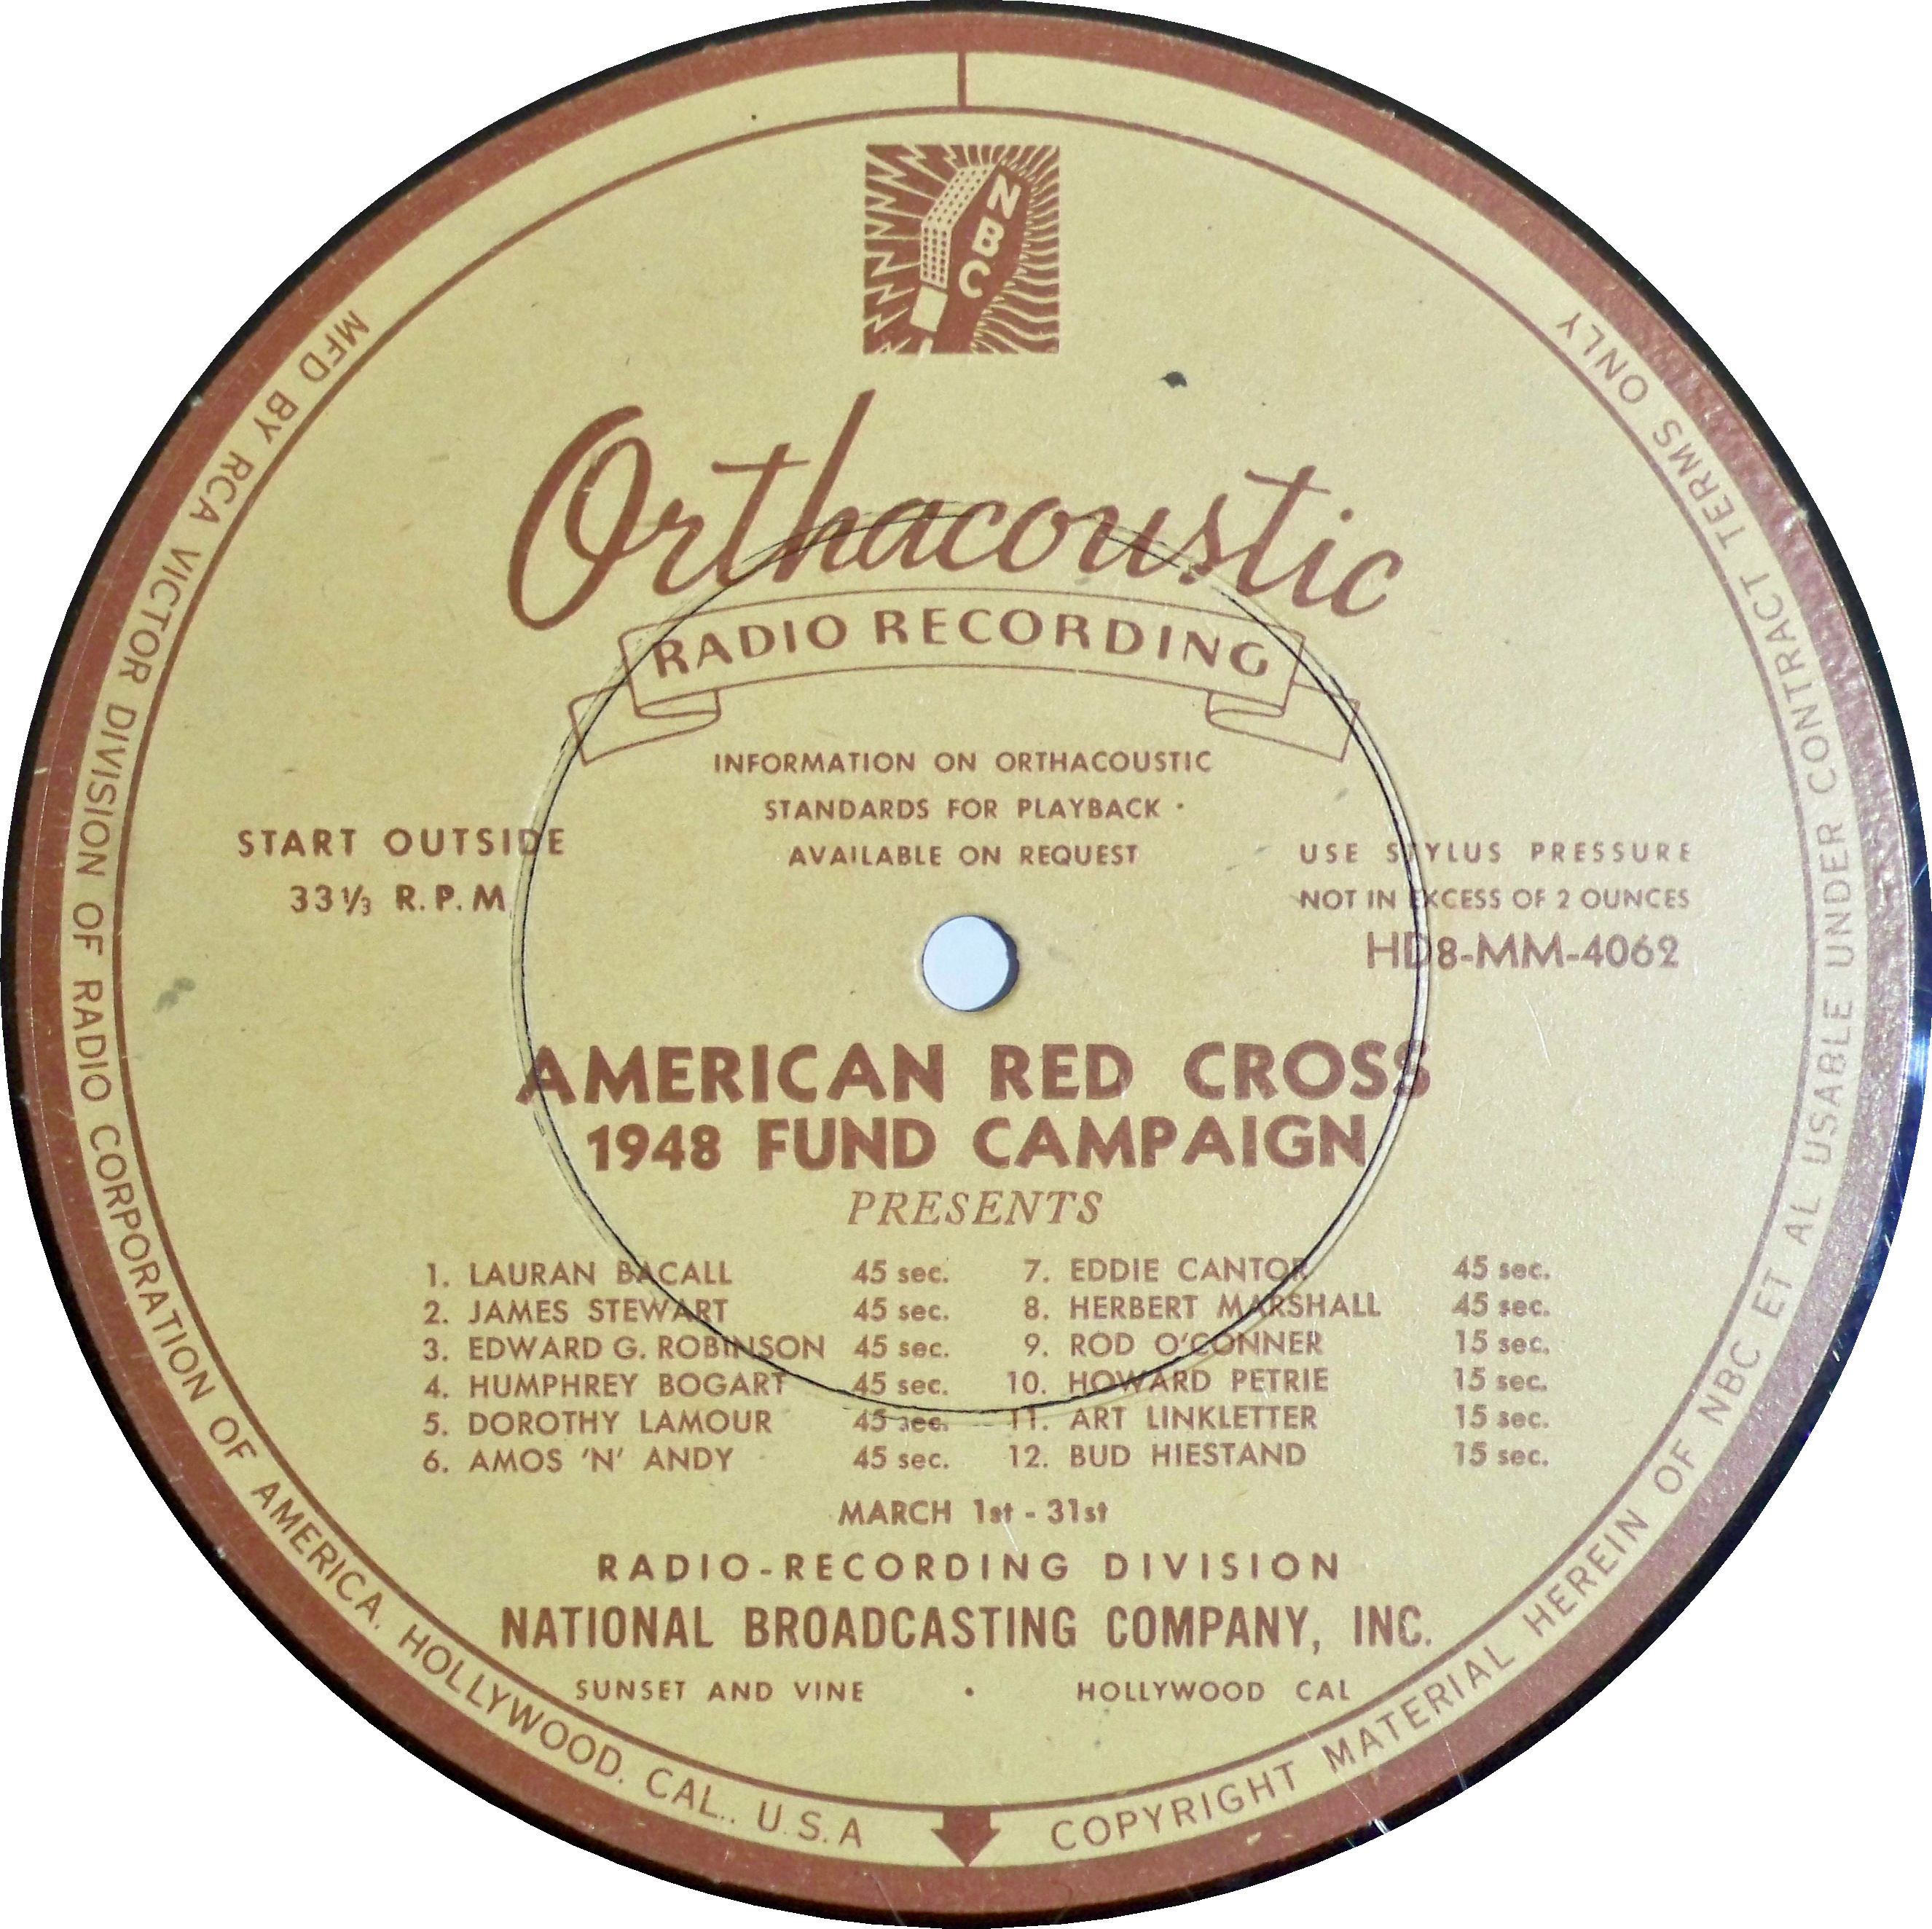 NBC
Orthacoustic
RADIO RECORDING
INFORMATION ON ORTHACOUSTIC
STANDARDS FOR PLAYBACK •
AVAILABLE ON REQUEST
START OUTSIDE
33⅓ R.P.M
USE STYLUS PRESSURE
NOT IN EXCESS OF 2 OUNCES
HD8-MM-4062
AMERICAN RED CROSS
1948 FUND CAMPAIGN
PRESENTS
1. LAURAN BACALL 45 sec.
2. JAMES STEWART 45 sec.
3. EDWARD G. ROBINSON 45 sec.
4. HUMPHREY BOGART 45 sec.
5. DOROTHY LAMOUR 45 sec.
6. AMOS 'N' ANDY 45 sec.
7. EDDIE CANTOR 45 sec.
8. HERBERT MARSHALL 45 sec.
9. ROD O'CONNER 15 sec.
10. HOWARD PETRIE 15 sec.
11. ART LINKLETTER 15 sec.
12. BUD HIESTAND 15 sec.
MARCH 1st - 31st
RADIO-RECORDING DIVISION
NATIONAL BROADCASTING COMPANY, INC.
SUNSET AND VINE • HOLLYWOOD CAL
MFD BY RCA VICTOR DIVISION OF RADIO CORPORATION OF AMERICA. HOLLYWOOD. CAL., U.S.A
COPYRIGHT MATERIAL HEREIN OF NBC ET AL USABLE UNDER CONTRACT TERMS ONLY